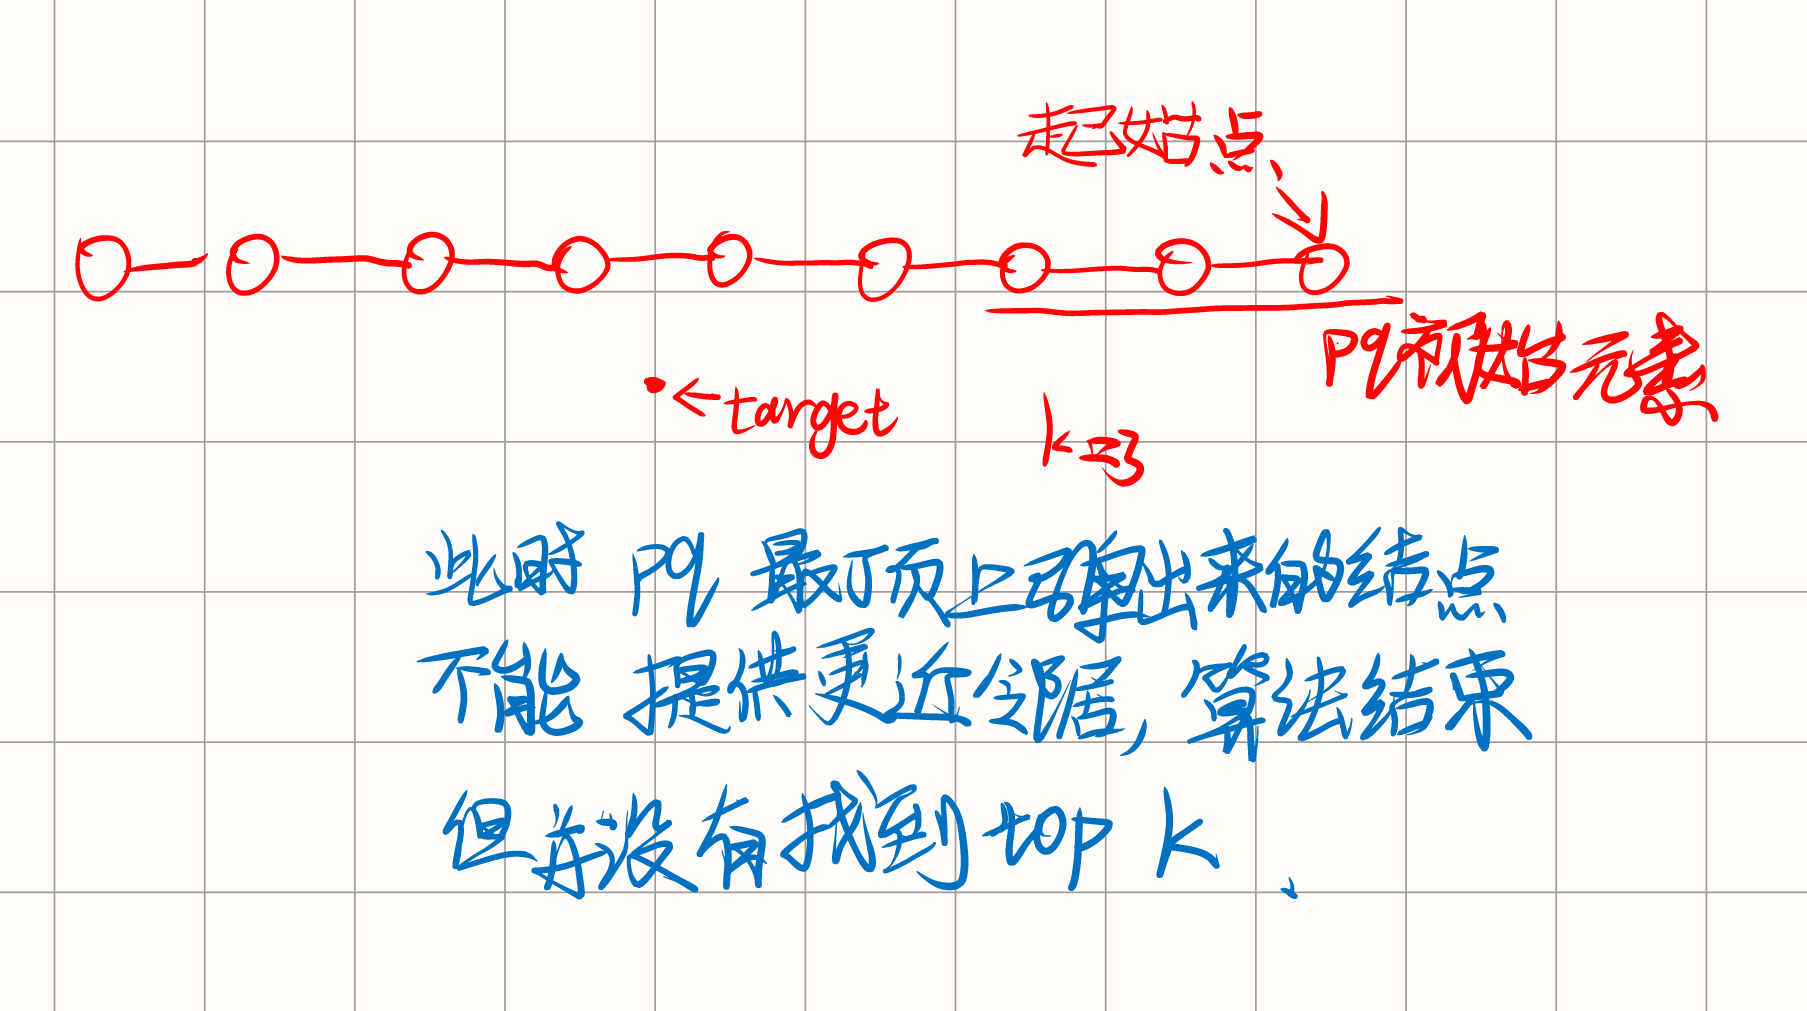 起始点
pq初始元素
target
k=3
此时 pq 最顶上弹出来的结点
不能 提供更近邻居, 算法结束
但并没有找到 top k 、